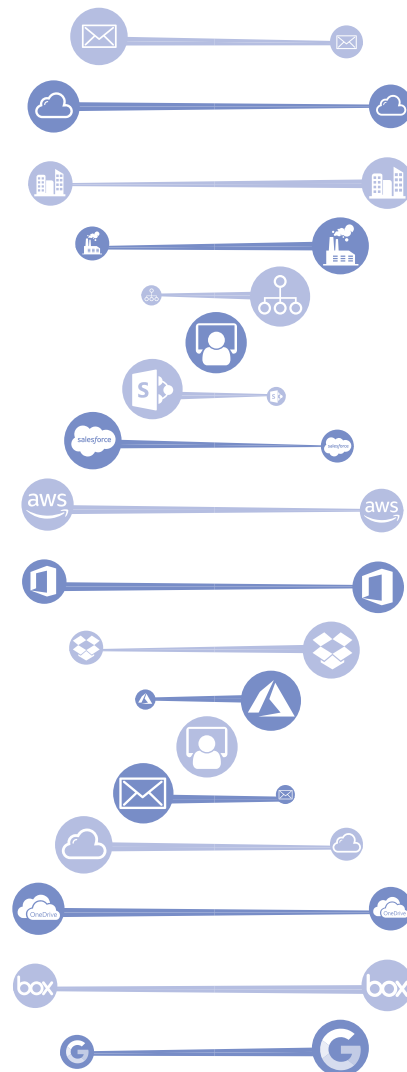 S
S
salesforce
salesforce
aws
aws
OneDrive
OneDrive
box
box
G
G